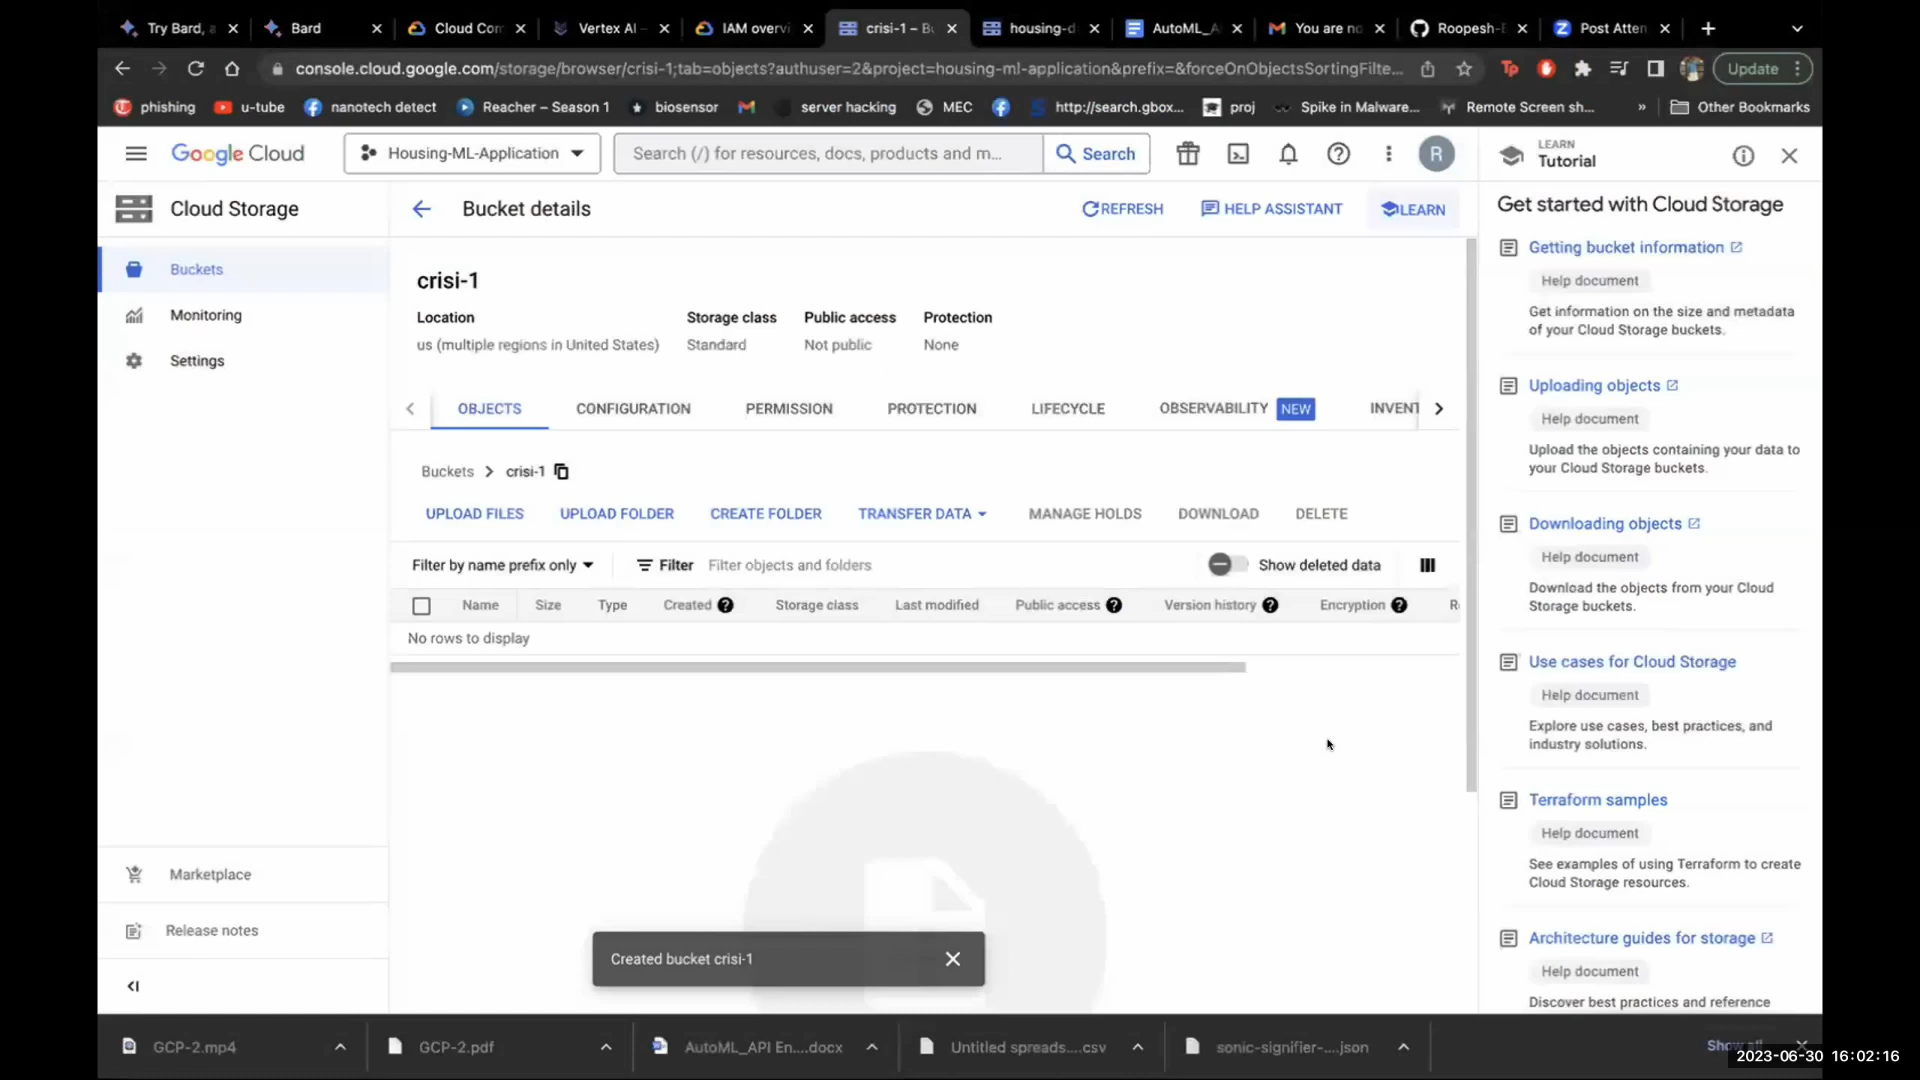 Try Bard, a
Bard
Cloud Con
Vertex AI –
IAM overvi
crisi-1 – Bu
housing-d
AutoML_A
You are no
Roopesh-B
Post Atten
console.cloud.google.com/storage/browser/crisi-1;tab=objects?authuser=2&project=housing-ml-application&prefix=&forceOnObjectsSortingFilte...
Update
phishing
u-tube
nanotech detect
Reacher – Season 1
biosensor
server hacking
MEC
http://search.gbox...
proj
Spike in Malware...
Remote Screen sh...
»
Other Bookmarks
Google Cloud
Housing-ML-Application
Search (/) for resources, docs, products and m...
Search
R
LEARN
Tutorial
Cloud Storage
Bucket details
REFRESH
HELP ASSISTANT
LEARN
Get started with Cloud Storage
Buckets
Monitoring
Settings
crisi-1
Location
us (multiple regions in United States)
Storage class
Standard
Public access
Not public
Protection
None
OBJECTS
CONFIGURATION
PERMISSION
PROTECTION
LIFECYCLE
OBSERVABILITY NEW
INVENT
Buckets > crisi-1
UPLOAD FILES
UPLOAD FOLDER
CREATE FOLDER
TRANSFER DATA
MANAGE HOLDS
DOWNLOAD
DELETE
Filter by name prefix only
Filter
Filter objects and folders
Show deleted data
Name
Size
Type
Created
Storage class
Last modified
Public access
Version history
Encryption
No rows to display
Getting bucket information
Help document
Get information on the size and metadata
of your Cloud Storage buckets.
Uploading objects
Help document
Upload the objects containing your data to
your Cloud Storage buckets.
Downloading objects
Help document
Download the objects from your Cloud
Storage buckets.
Use cases for Cloud Storage
Help document
Explore use cases, best practices, and
industry solutions.
Terraform samples
Help document
See examples of using Terraform to create
Cloud Storage resources.
Architecture guides for storage
Help document
Discover best practices and reference
Marketplace
Release notes
Created bucket crisi-1
GCP-2.mp4
GCP-2.pdf
AutoML_API En....docx
Untitled spreads....csv
sonic-signifier-....json
Show all
2023-06-30 16:02:16